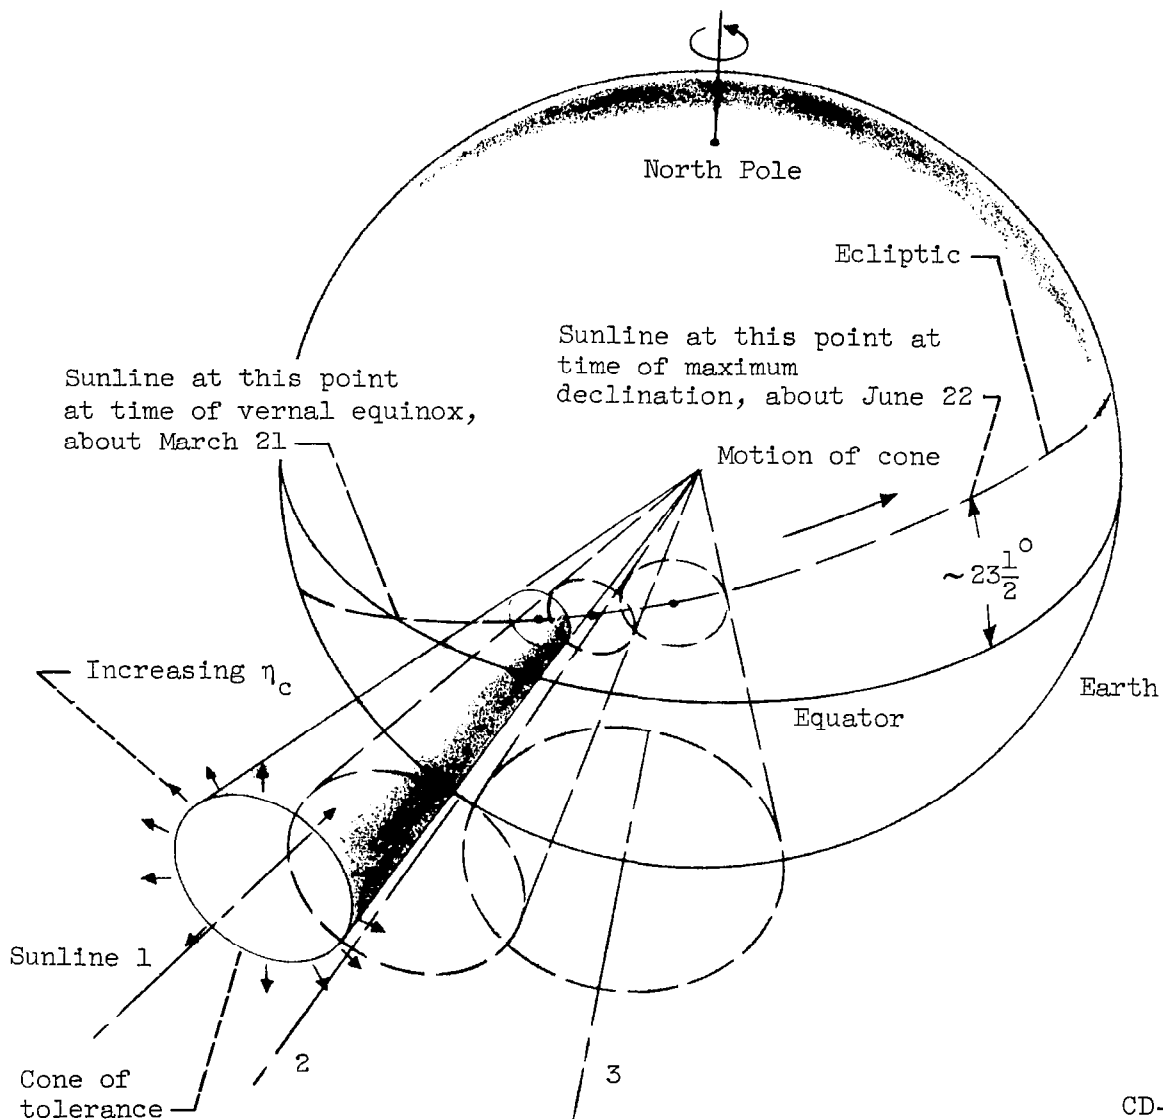 North Pole
Ecliptic
Sunline at this point at
time of maximum
declination, about June 22
Sunline at this point
at time of vernal equinox,
about March 21
Motion of cone
~23½°
Increasing ηc
Earth
Equator
Sunline 1
2
3
Cone of
tolerance
CD-